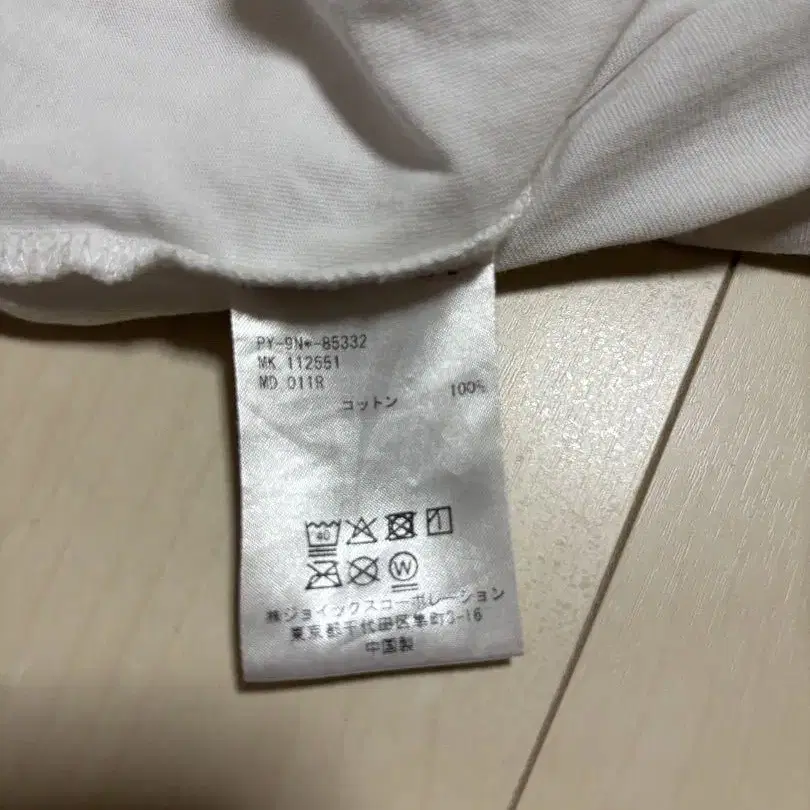 PY-9N*-85332
MK 112551
MD 011R
コットン 100%
40
W
株ジョイックスコーポレーション
東京都千代田区隼町3-16
中国製